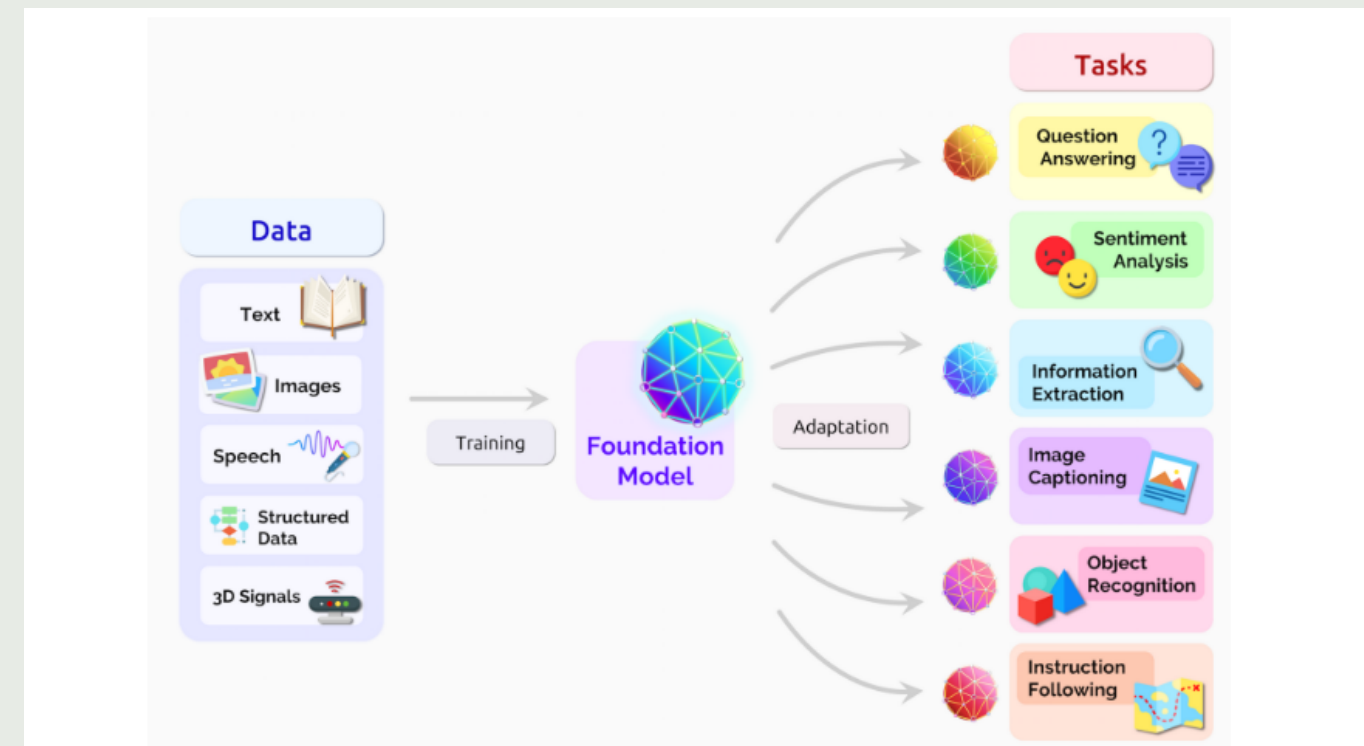 Data
Text
Images
Speech
Structured
Data
3D Signals
Training
Foundation
Model
Adaptation
Tasks
Question
Answering
Sentiment
Analysis
Information
Extraction
Image
Captioning
Object
Recognition
Instruction
Following